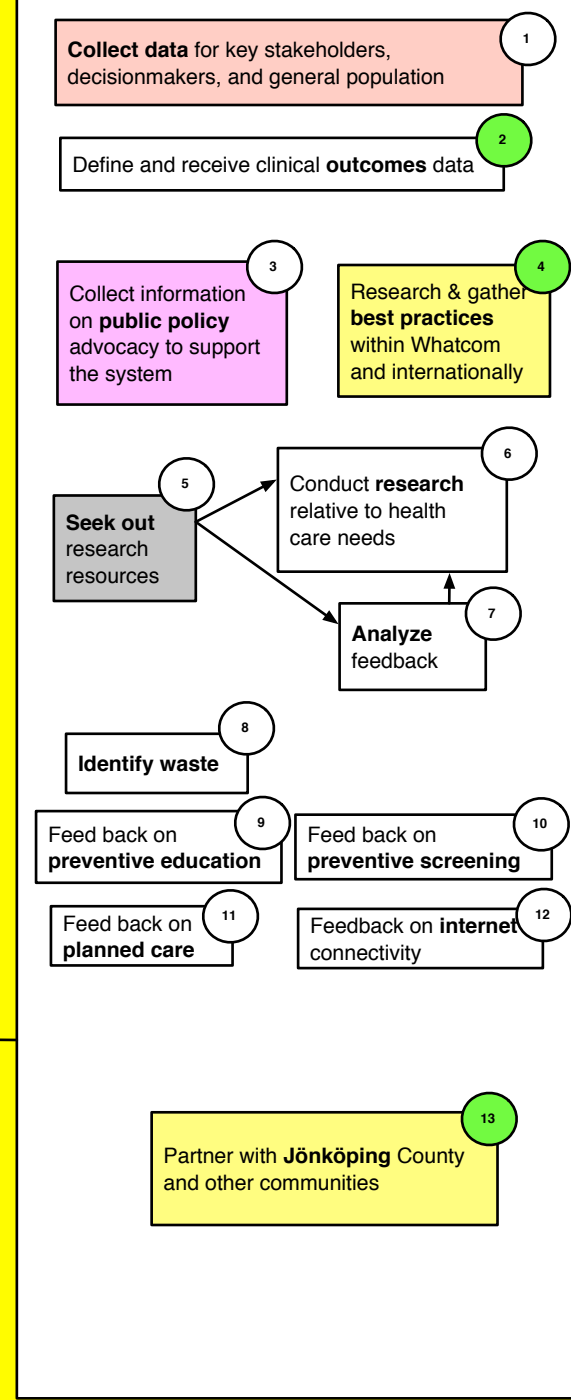 1
Collect data for key stakeholders,
decisionmakers, and general population
2
Define and receive clinical outcomes data
3
Collect information
on public policy
advocacy to support
the system
4
Research & gather
best practices
within Whatcom
and internationally
5
Seek out
research
resources
6
Conduct research
relative to health
care needs
7
Analyze
feedback
8
Identify waste
9
Feed back on
preventive education
10
Feed back on
preventive screening
11
Feed back on
planned care
12
Feedback on internet
connectivity
13
Partner with Jönköping County
and other communities